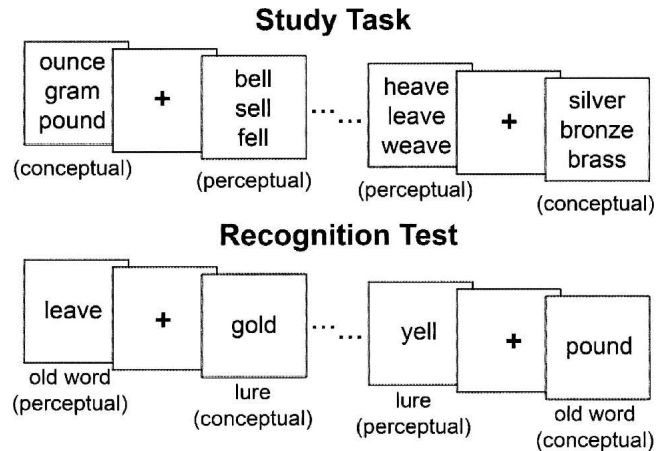 Study Task
ounce
gram
pound
(conceptual)
+
bell
sell
fell
(perceptual)
... ...
heave
leave
weave
(perceptual)
+
silver
bronze
brass
(conceptual)
Recognition Test
leave
old word
(perceptual)
+
gold
lure
(conceptual)
... ...
yell
lure
(perceptual)
+
pound
old word
(conceptual)